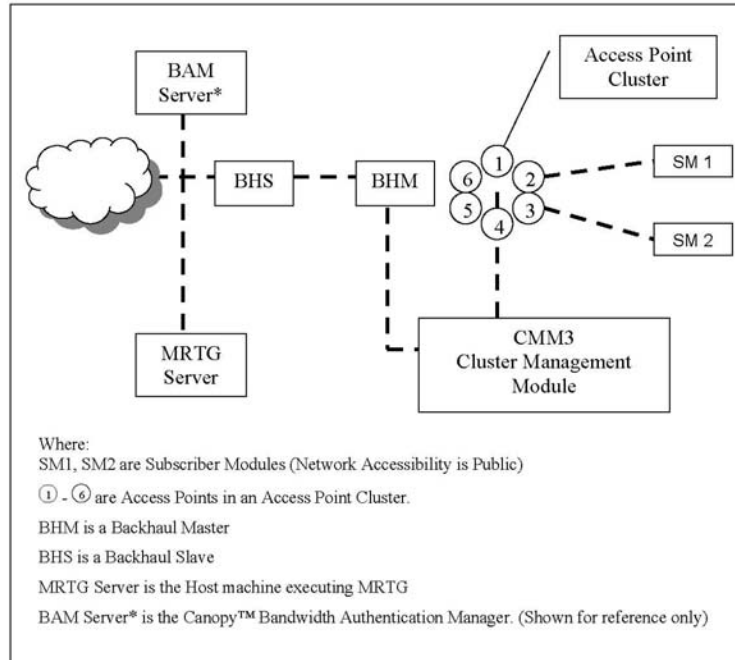 BAM
Server*
Access Point
Cluster
BHS
BHM
1
6
2
5
3
4
SM 1
SM 2
MRTG
Server
CMM3
Cluster Management
Module
Where:
SM1, SM2 are Subscriber Modules (Network Accessibility is Public)
① - ⑥ are Access Points in an Access Point Cluster.
BHM is a Backhaul Master
BHS is a Backhaul Slave
MRTG Server is the Host machine executing MRTG
BAM Server* is the Canopy™ Bandwidth Authentication Manager. (Shown for reference only)